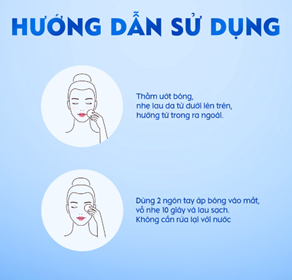 HƯỚNG DẪN SỬ DỤNG
Thấm ướt bông,
nhẹ lau da từ dưới lên trên,
hướng từ trong ra ngoài.
Dùng 2 ngón tay áp bông vào mắt,
vỗ nhẹ 10 giây và lau sạch.
Không cần rửa lại với nước